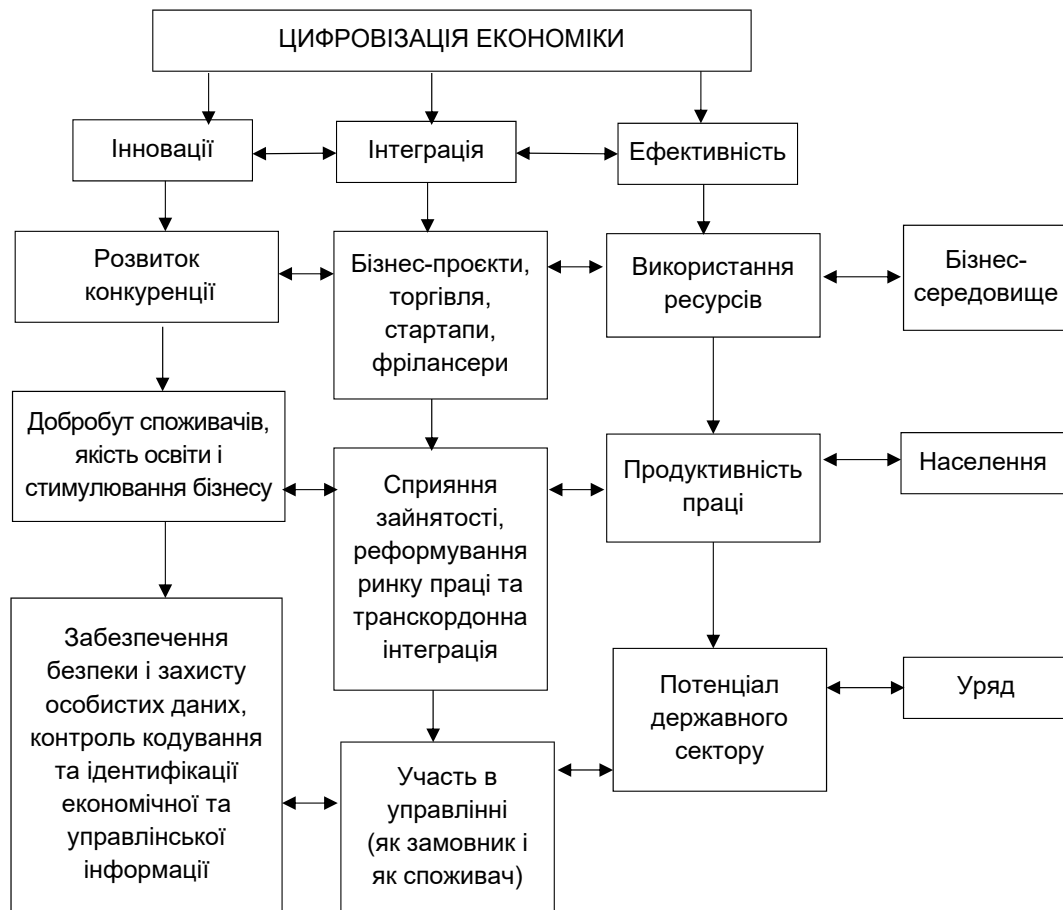 ЦИФРОВІЗАЦІЯ ЕКОНОМІКИ
Інновації
Інтеграція
Ефективність
Розвиток
конкуренції
Бізнес-проєкти,
торгівля,
стартапи,
фрілансери
Використання
ресурсів
Бізнес-
середовище
Добробут споживачів,
якість освіти і
стимулювання бізнесу
Сприяння
зайнятості,
реформування
ринку праці та
транскордонна
інтеграція
Продуктивність
праці
Населення
Забезпечення
безпеки і захисту
особистих даних,
контроль кодування
та ідентифікації
економічної та
управлінської
інформації
Участь в
управлінні
(як замовник і
як споживач)
Потенціал
державного
сектору
Уряд